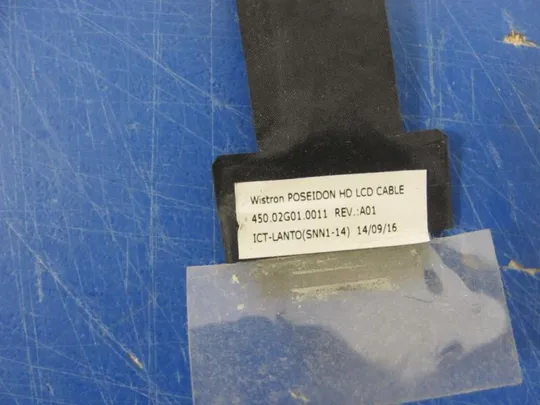 Wistron POSEIDON HD LCD CABLE
450.02G01.0011 REV.:A01
ICT-LANTO(SNN1-14) 14/09/16